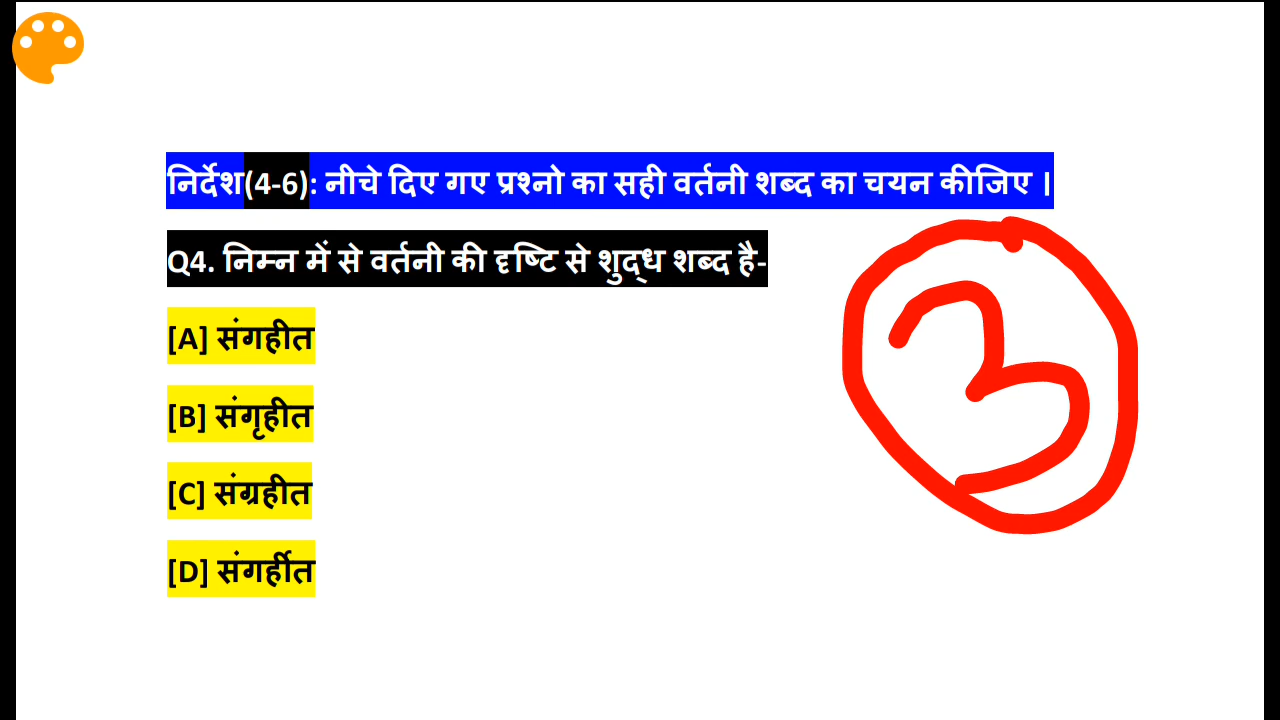 निर्देश(4-6): नीचे दिए गए प्रश्नो का सही वर्तनी शब्द का चयन कीजिए ।
Q4. निम्न में से वर्तनी की दृष्टि से शुद्ध शब्द है-
3
[A] संगहीत
[B] संगृहीत
[C] संग्रहीत
[D] संगर्हीत